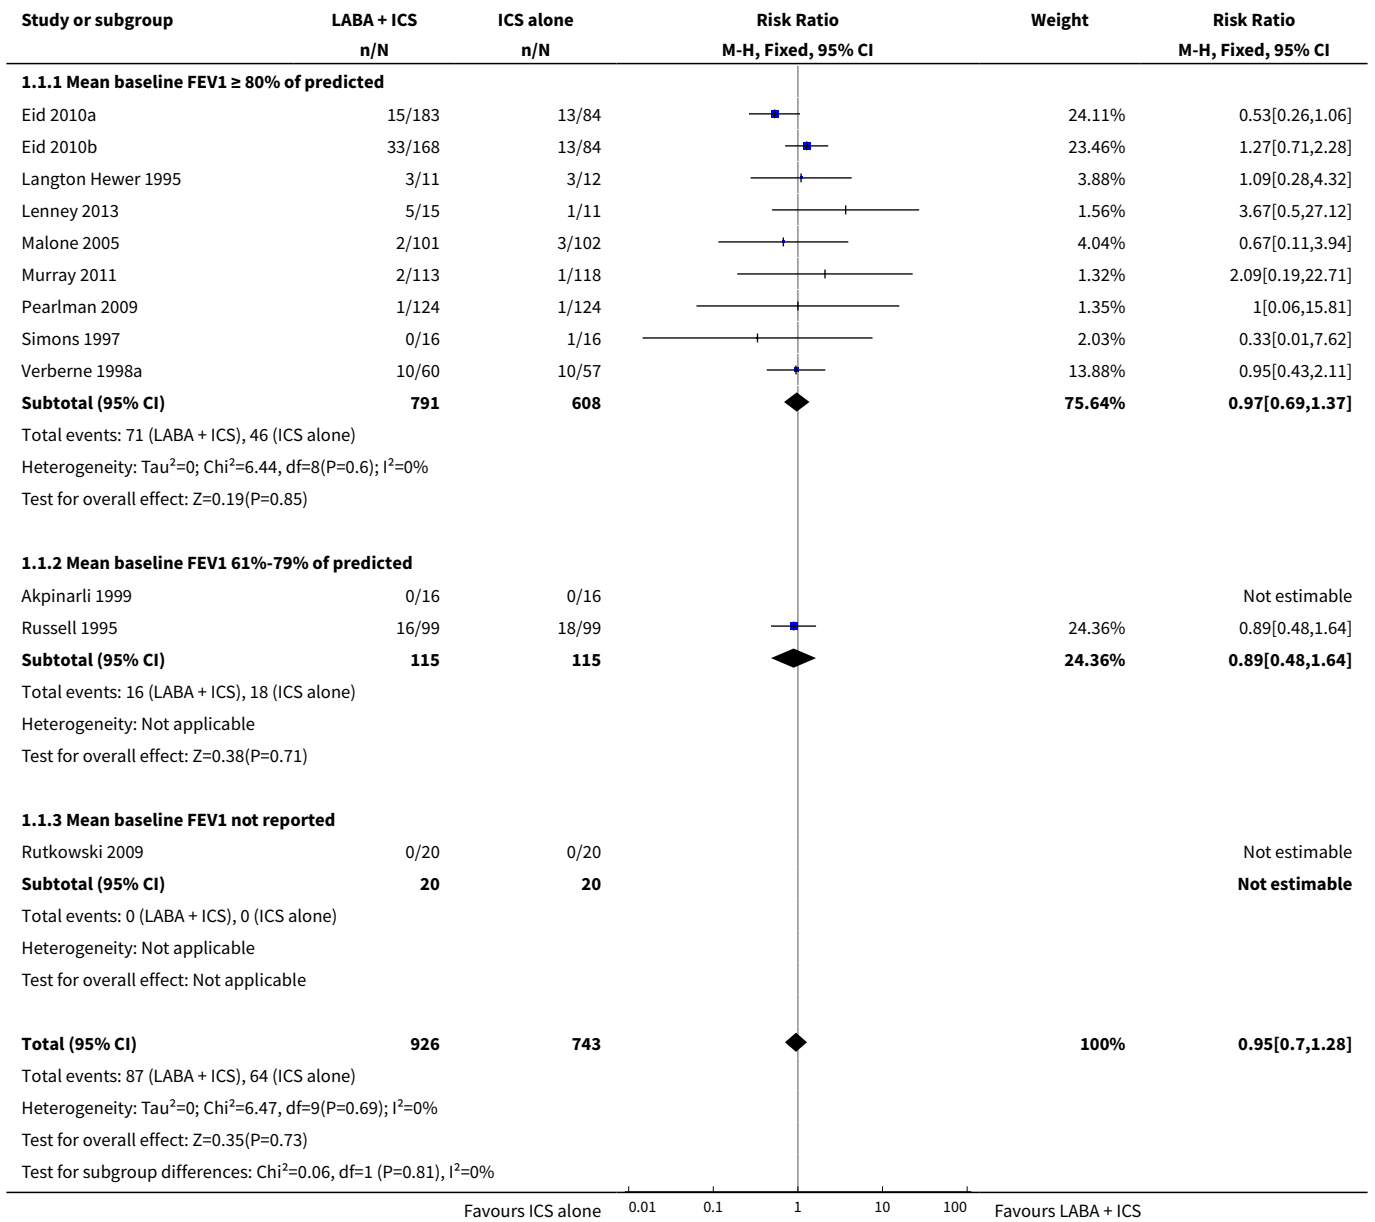 Study or subgroup LABA + ICS ICS alone Risk Ratio Weight Risk Ratio
n/N n/N M-H, Fixed, 95% CI M-H, Fixed, 95% CI
1.1.1 Mean baseline FEV1 ≥ 80% of predicted
Eid 2010a 15/183 13/84 24.11% 0.53[0.26,1.06]
Eid 2010b 33/168 13/84 23.46% 1.27[0.71,2.28]
Langton Hewer 1995 3/11 3/12 3.88% 1.09[0.28,4.32]
Lenney 2013 5/15 1/11 1.56% 3.67[0.5,27.12]
Malone 2005 2/101 3/102 4.04% 0.67[0.11,3.94]
Murray 2011 2/113 1/118 1.32% 2.09[0.19,22.71]
Pearlman 2009 1/124 1/124 1.35% 1[0.06,15.81]
Simons 1997 0/16 1/16 2.03% 0.33[0.01,7.62]
Verberne 1998a 10/60 10/57 13.88% 0.95[0.43,2.11]
Subtotal (95% CI) 791 608 75.64% 0.97[0.69,1.37]
Total events: 71 (LABA + ICS), 46 (ICS alone)
Heterogeneity: Tau²=0; Chi²=6.44, df=8(P=0.6); I²=0%
Test for overall effect: Z=0.19(P=0.85)
1.1.2 Mean baseline FEV1 61%-79% of predicted
Akpinarli 1999 0/16 0/16 Not estimable
Russell 1995 16/99 18/99 24.36% 0.89[0.48,1.64]
Subtotal (95% CI) 115 115 24.36% 0.89[0.48,1.64]
Total events: 16 (LABA + ICS), 18 (ICS alone)
Heterogeneity: Not applicable
Test for overall effect: Z=0.38(P=0.71)
1.1.3 Mean baseline FEV1 not reported
Rutkowski 2009 0/20 0/20 Not estimable
Subtotal (95% CI) 20 20 Not estimable
Total events: 0 (LABA + ICS), 0 (ICS alone)
Heterogeneity: Not applicable
Test for overall effect: Not applicable
Total (95% CI) 926 743 100% 0.95[0.7,1.28]
Total events: 87 (LABA + ICS), 64 (ICS alone)
Heterogeneity: Tau²=0; Chi²=6.47, df=9(P=0.69); I²=0%
Test for overall effect: Z=0.35(P=0.73)
Test for subgroup differences: Chi²=0.06, df=1 (P=0.81), I²=0%
Favours ICS alone 0.01 0.1 1 10 100 Favours LABA + ICS